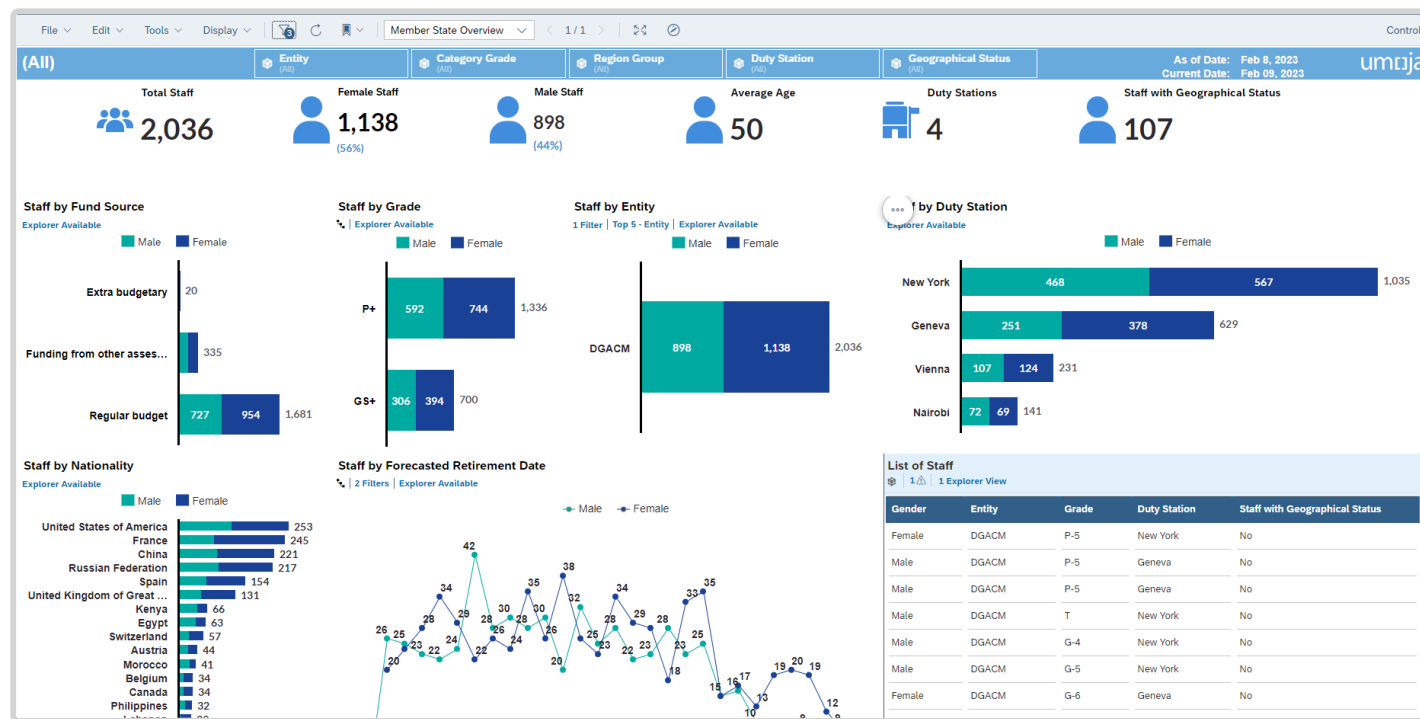 File Edit Tools Display 3 Member State Overview 1 / 1 Control
(All) Entity Category Grade Region Group Duty Station Geographical Status As of Date: Feb 8, 2023
(All) (All) (All) (All) (All) Current Date: Feb 09, 2023
Total Staff Female Staff Male Staff Average Age Duty Stations Staff with Geographical Status
2,036 1,138 898 50 4 107
(56%) (44%)
Staff by Fund Source
Explorer Available
Male Female
Extra budgetary 20
Funding from other asses... 335
Regular budget 727 954 1,681
Staff by Grade
Explorer Available
Male Female
P+ 592 744 1,336
GS+ 306 394 700
Staff by Entity
1 Filter | Top 5 - Entity | Explorer Available
Male Female
DGACM 898 1,138 2,036
by Duty Station
Explorer Available
Male Female
New York 468 567 1,035
Geneva 251 378 629
Vienna 107 124 231
Nairobi 72 69 141
Staff by Nationality
Explorer Available
Male Female
United States of America 253
France 245
China 221
Russian Federation 217
Spain 154
United Kingdom of Great ... 131
Kenya 66
Egypt 63
Switzerland 57
Austria 44
Morocco 41
Belgium 34
Canada 34
Philippines 32
Staff by Forecasted Retirement Date
2 Filters | Explorer Available
Male Female
42
38
34 35 34 33 35
28 29 28 30 28 30 32 28 29 28
26 25 23 22 24 26 24 26 25 23 22 23 25
20 22 20 18
15 16 17 13 10 19 20 19 12
List of Staff
1 | 1 Explorer View
Gender Entity Grade Duty Station Staff with Geographical Status
Female DGACM P-5 New York No
Male DGACM P-5 Geneva No
Male DGACM P-5 Geneva No
Male DGACM T New York No
Male DGACM G-4 New York No
Male DGACM G-5 New York No
Female DGACM G-6 Geneva No